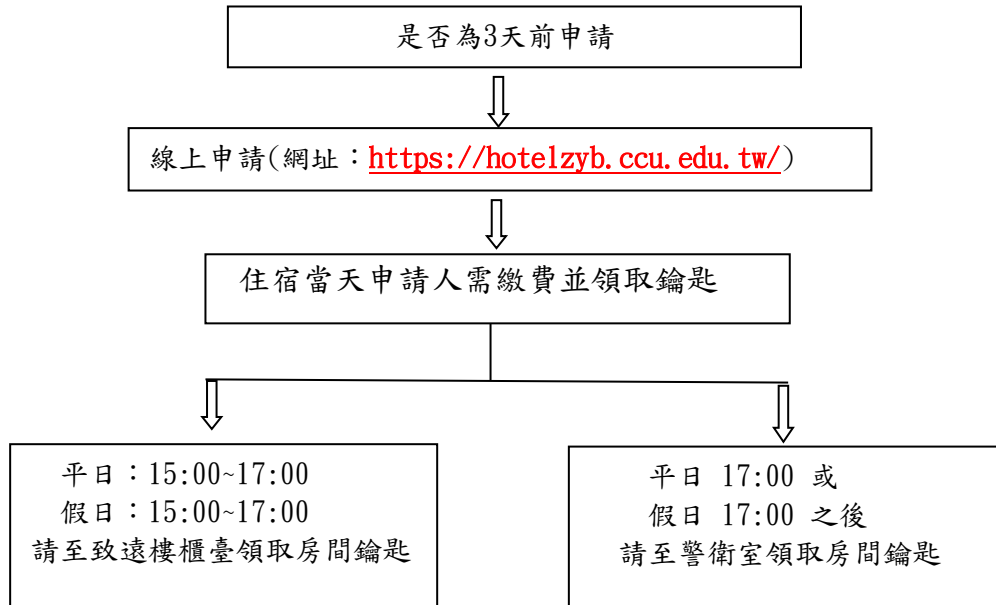 是否為3天前申請
線上申請(網址：https://hotelzyb.ccu.edu.tw/)
住宿當天申請人需繳費並領取鑰匙
平日：15:00~17:00
假日：15:00~17:00
請至致遠樓櫃臺領取房間鑰匙
平日 17:00 或
假日 17:00 之後
請至警衛室領取房間鑰匙